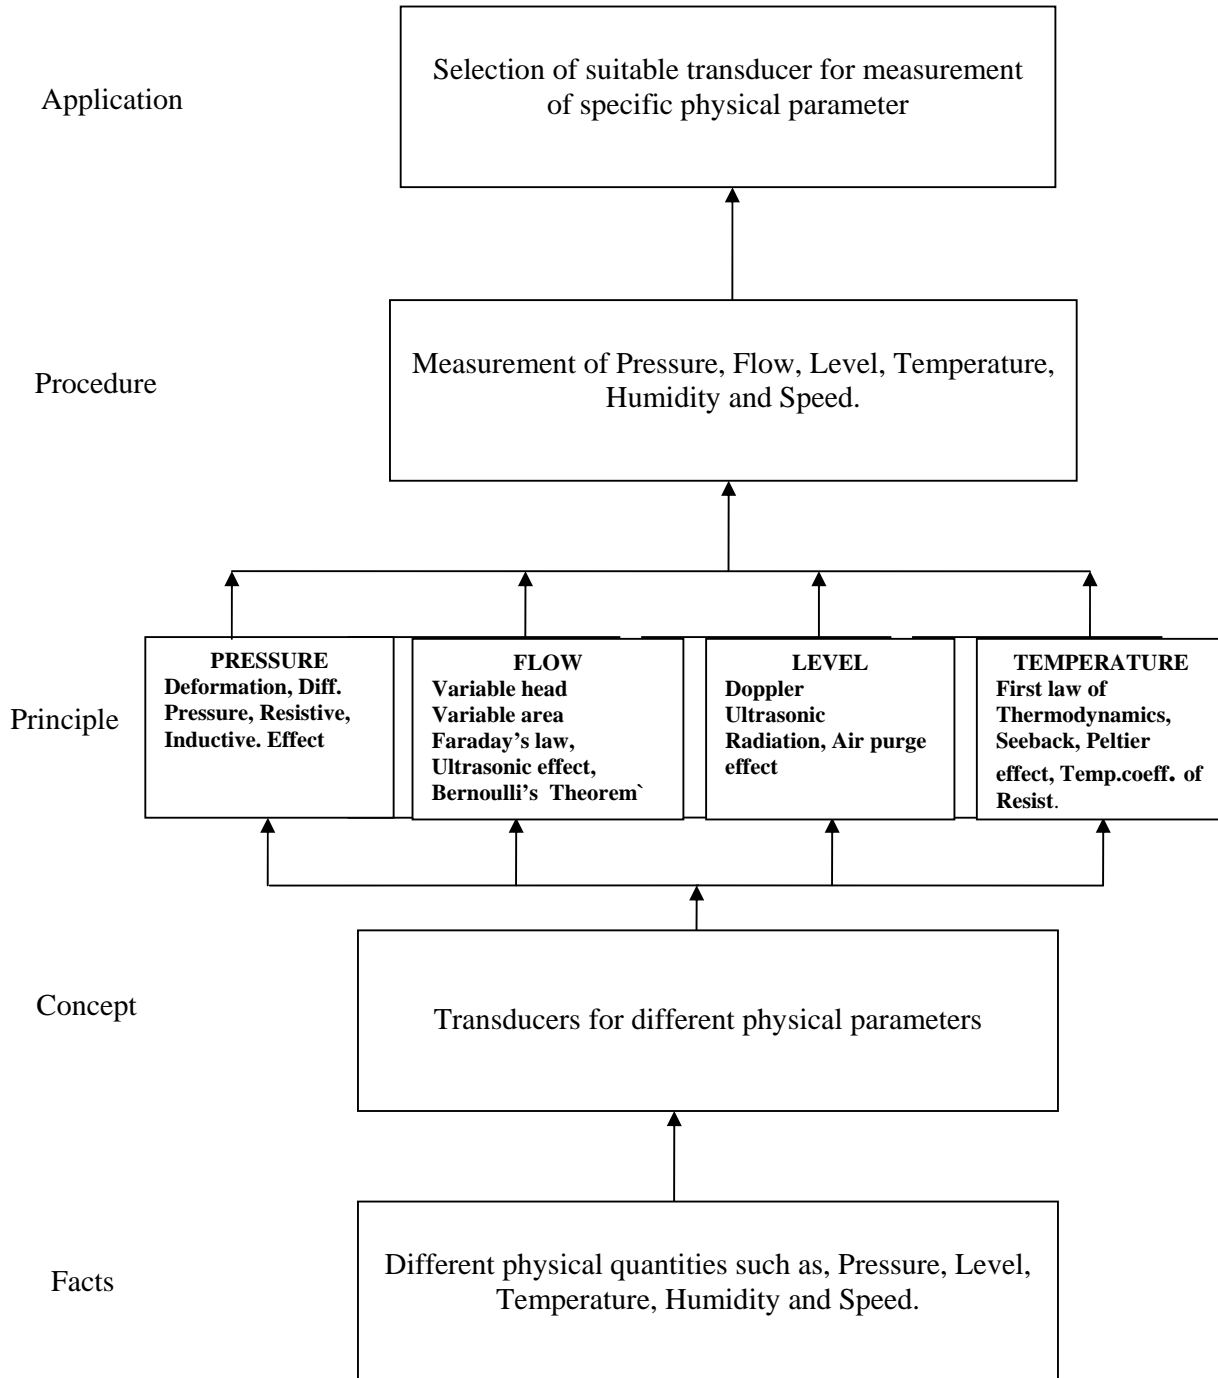 Application
Selection of suitable transducer for measurement
of specific physical parameter
Procedure
Measurement of Pressure, Flow, Level, Temperature,
Humidity and Speed.
Principle
PRESSURE
Deformation, Diff.
Pressure, Resistive,
Inductive. Effect
FLOW
Variable head
Variable area
Faraday’s law,
Ultrasonic effect,
Bernoulli’s Theorem`
LEVEL
Doppler
Ultrasonic
Radiation, Air purge
effect
TEMPERATURE
First law of
Thermodynamics,
Seeback, Peltier
effect, Temp.coeff. of
Resist.
Concept
Transducers for different physical parameters
Facts
Different physical quantities such as, Pressure, Level,
Temperature, Humidity and Speed.